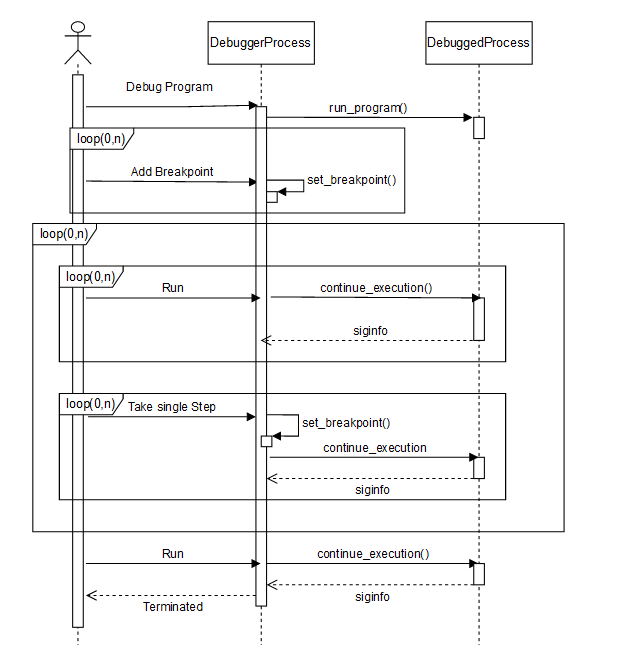 DebuggerProcess
DebuggedProcess
Debug Program
run_program()
loop(0,n)
Add Breakpoint
set_breakpoint()
loop(0,n)
loop(0,n)
Run
continue_execution()
siginfo
loop(0,n)
Take single Step
set_breakpoint()
continue_execution
siginfo
Run
continue_execution()
siginfo
Terminated